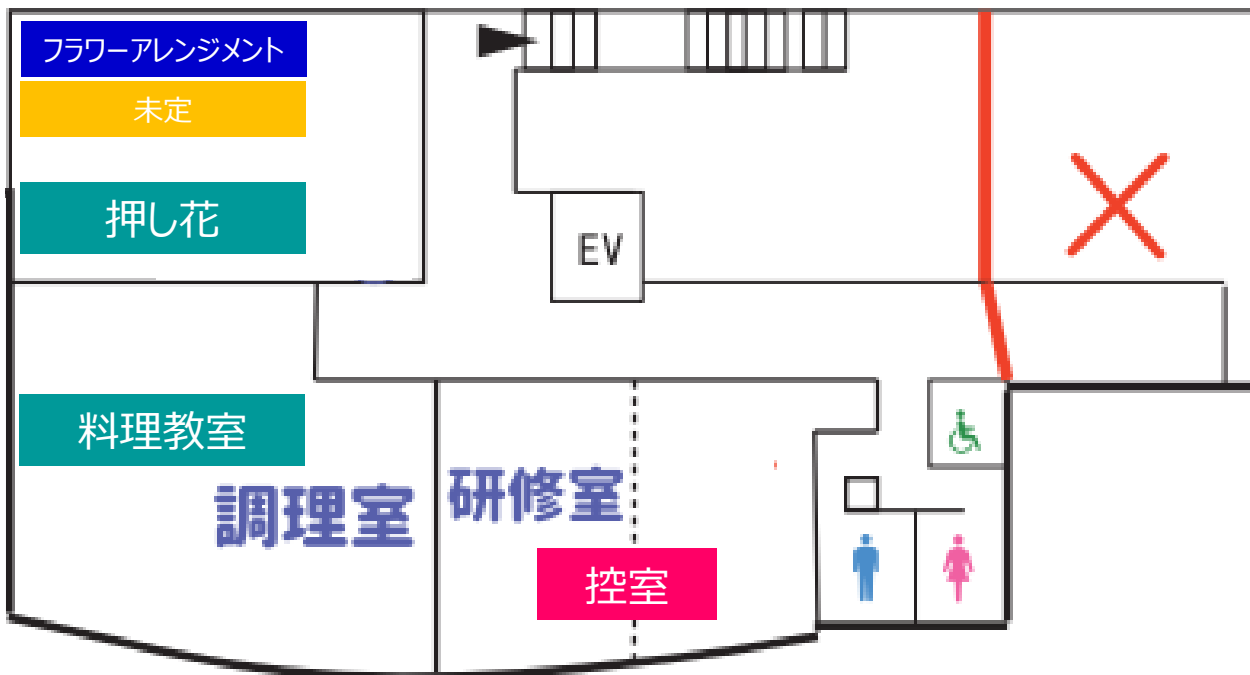 フラワーアレンジメント
未定
押し花
EV
料理教室
調理室
研修室
控室